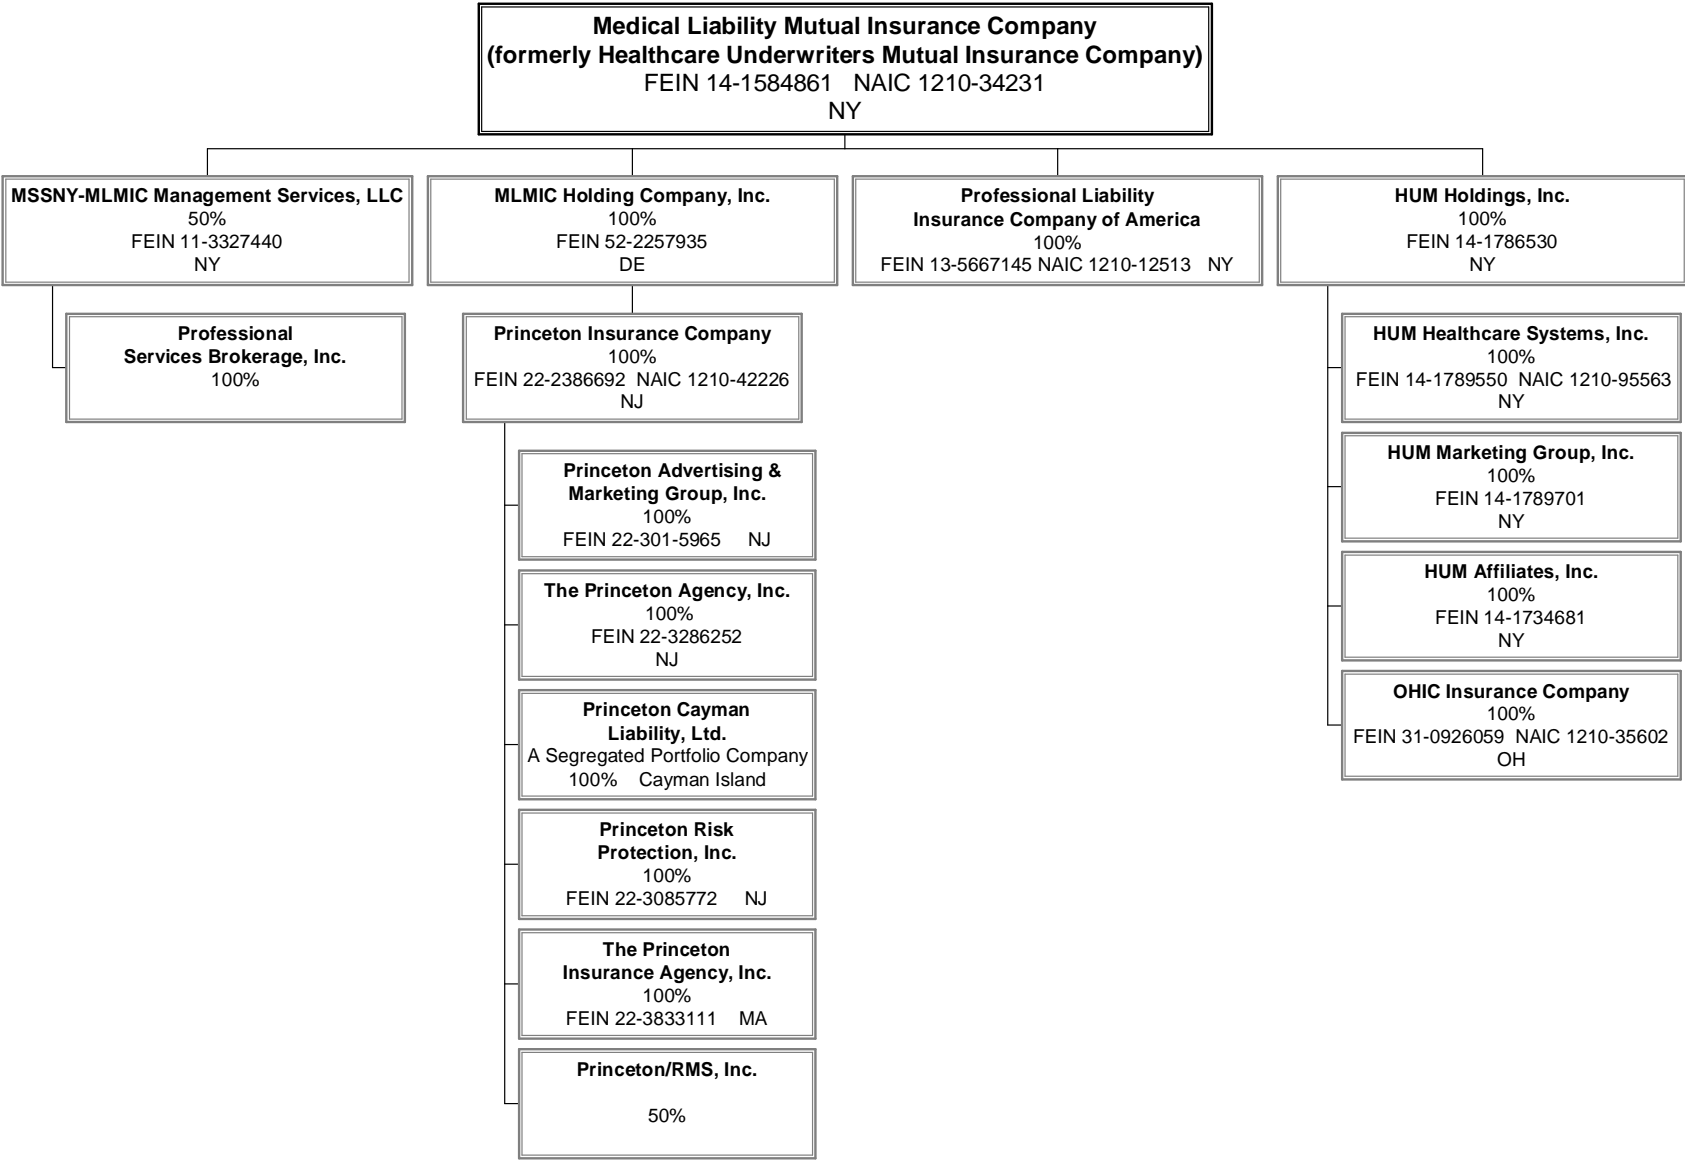 Medical Liability Mutual Insurance Company
(formerly Healthcare Underwriters Mutual Insurance Company)
FEIN 14-1584861 NAIC 1210-34231
NY
MSSNY-MLMIC Management Services, LLC
50%
FEIN 11-3327440
NY
MLMIC Holding Company, Inc.
100%
FEIN 52-2257935
DE
Professional Liability
Insurance Company of America
100%
FEIN 13-5667145 NAIC 1210-12513 NY
HUM Holdings, Inc.
100%
FEIN 14-1786530
NY
Professional
Services Brokerage, Inc.
100%
Princeton Insurance Company
100%
FEIN 22-2386692 NAIC 1210-42226
NJ
Princeton Advertising &
Marketing Group, Inc.
100%
FEIN 22-301-5965 NJ
The Princeton Agency, Inc.
100%
FEIN 22-3286252
NJ
Princeton Cayman
Liability, Ltd.
A Segregated Portfolio Company
100% Cayman Island
Princeton Risk
Protection, Inc.
100%
FEIN 22-3085772 NJ
The Princeton
Insurance Agency, Inc.
100%
FEIN 22-3833111 MA
Princeton/RMS, Inc.
50%
HUM Healthcare Systems, Inc.
100%
FEIN 14-1789550 NAIC 1210-95563
NY
HUM Marketing Group, Inc.
100%
FEIN 14-1789701
NY
HUM Affiliates, Inc.
100%
FEIN 14-1734681
NY
OHIC Insurance Company
100%
FEIN 31-0926059 NAIC 1210-35602
OH